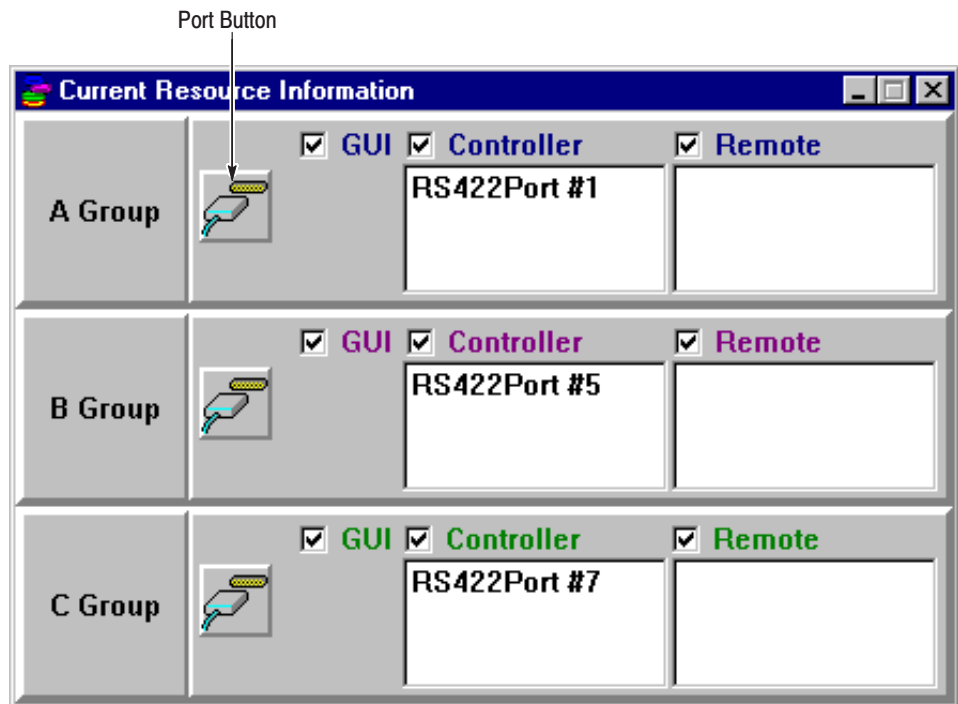 Port Button
Current Resource Information
GUI Controller Remote
A Group
RS422Port #1
GUI Controller Remote
B Group
RS422Port #5
GUI Controller Remote
C Group
RS422Port #7